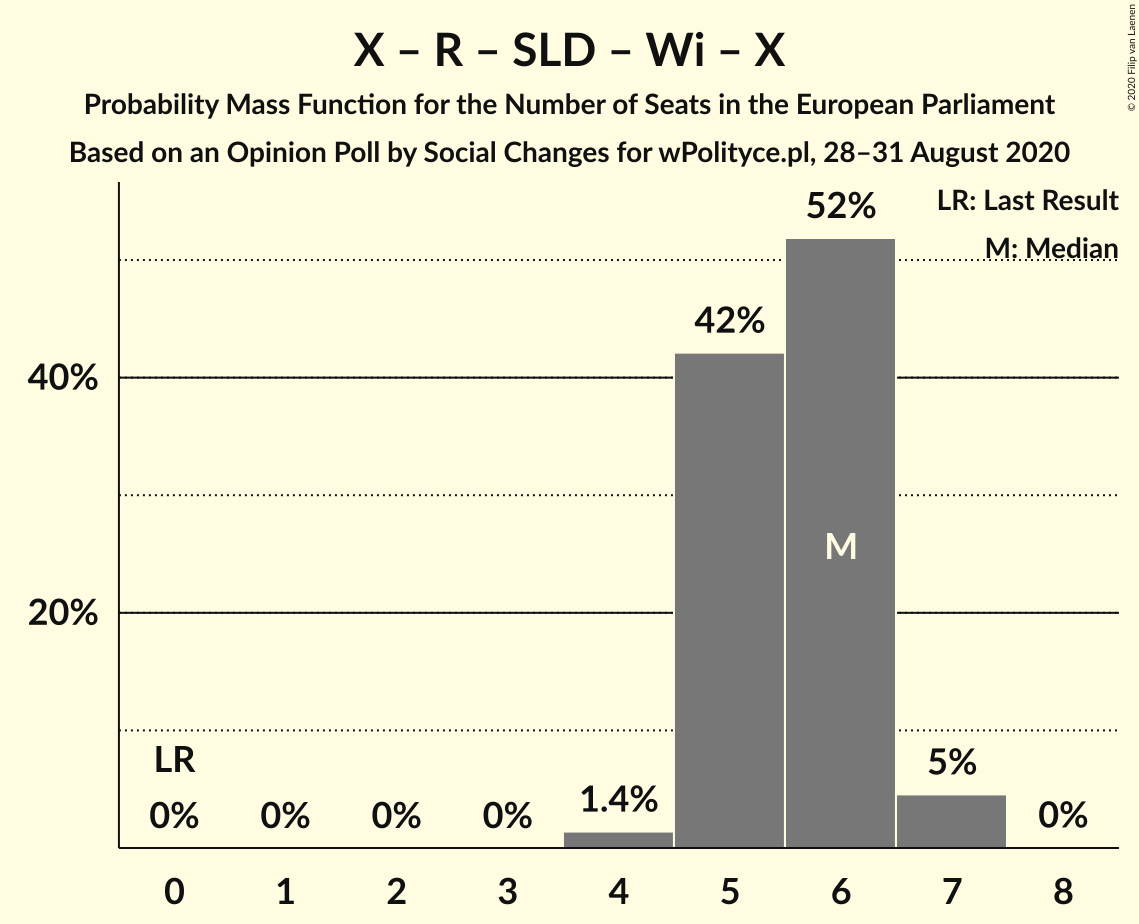 X – R – SLD – Wi – X
Probability Mass Function for the Number of Seats in the European Parliament
Based on an Opinion Poll by Social Changes for wPolityce.pl, 28–31 August 2020
© 2020 Filip van Laenen
LR: Last Result
M: Median
52%
42%
40%
M
20%
LR
0% 0% 0% 0% 1.4% 5% 0%
0 1 2 3 4 5 6 7 8